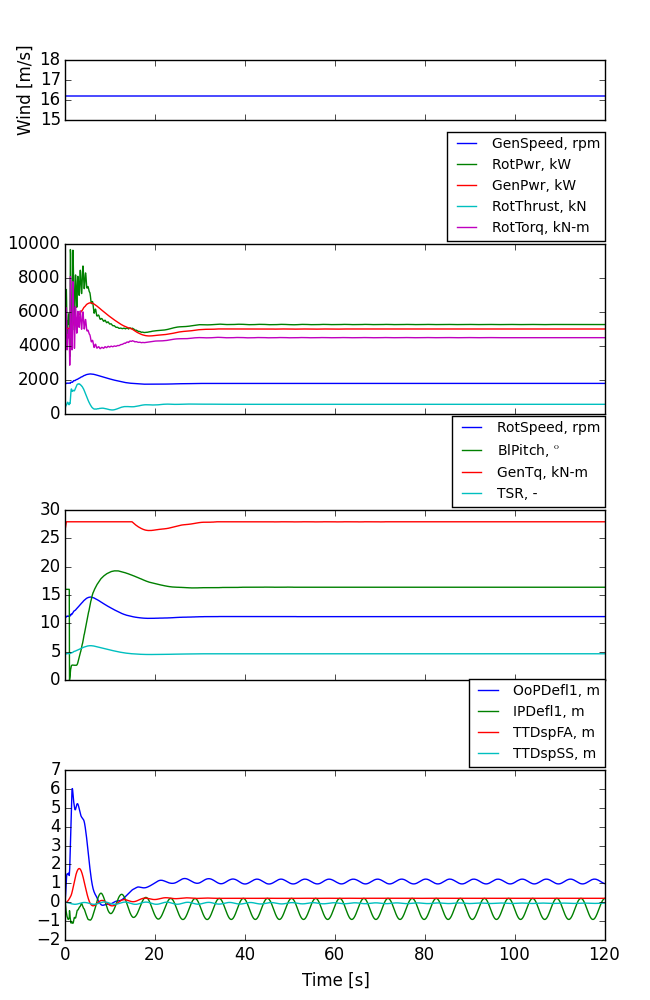 Wind [m/s]
18
17
16
15
GenSpeed, rpm
RotPwr, kW
GenPwr, kW
RotThrust, kN
RotTorq, kN-m
10000
8000
6000
4000
2000
0
RotSpeed, rpm
BlPitch, °
GenTq, kN-m
TSR, -
30
25
20
15
10
5
0
OoPDefl1, m
IPDefl1, m
TTDspFA, m
TTDspSS, m
7
6
5
4
3
2
1
0
−1
−2
0 20 40 60 80 100 120
Time [s]